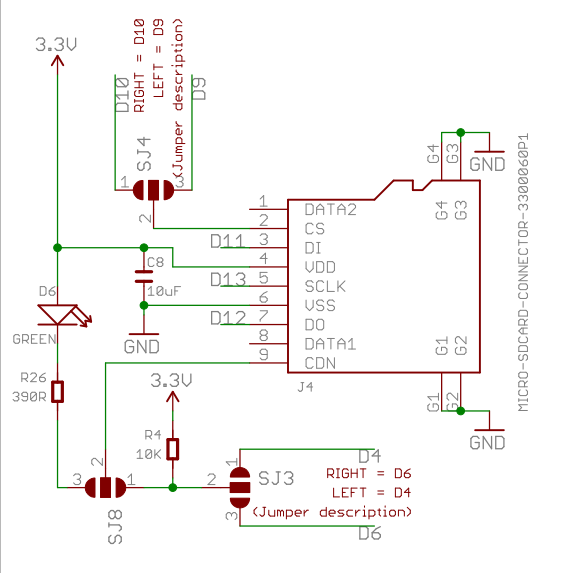 3.3V
D10
RIGHT = D10
LEFT = D9
(Jumper description)
D9
SJ4
1
3
2
G4
G3
GND
MICRO-SDCARD-CONNECTOR-3300060P1
1
DATA2
G4
G3
2
CS
D11
3
DI
4
VDD
C8
D13
5
SCLK
D6
10uF
6
VSS
D12
7
DO
GREEN
GND
8
DATA1
G1
G2
9
CDN
R26
390R
3.3V
J4
G1
G2
GND
R4
10K
2
3
1
SJ8
2
1
3
SJ3
D4
RIGHT = D6
LEFT = D4
(Jumper description)
D6